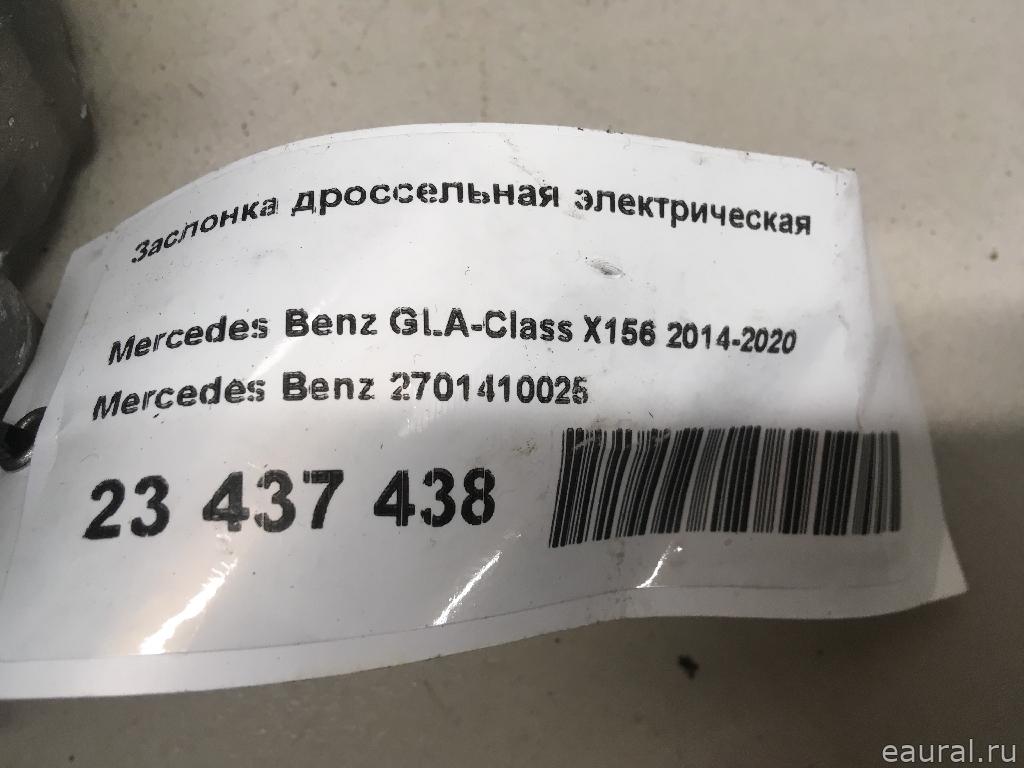 Заслонка дроссельная электрическая
Mercedes Benz GLA-Class X156 2014-2020
Mercedes Benz 2701410025
23 437 438
eaural.ru